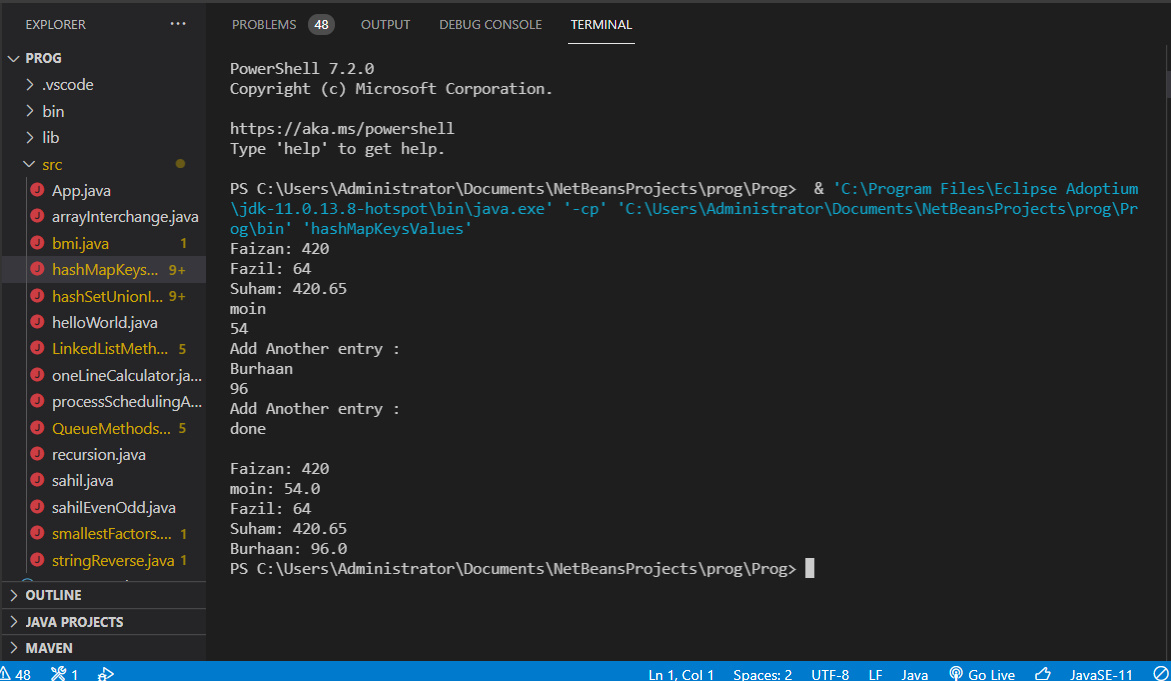 EXPLORER
PROG
.vscode
bin
lib
src
App.java
arrayInterchange.java
bmi.java 1
hashMapKeys... 9+
hashSetUnionI... 9+
helloWorld.java
LinkedListMeth... 5
oneLineCalculator.ja...
processSchedulingA...
QueueMethods... 5
recursion.java
sahil.java
sahilEvenOdd.java
smallestFactors.... 1
stringReverse.java 1
OUTLINE
JAVA PROJECTS
MAVEN
PROBLEMS 48 OUTPUT DEBUG CONSOLE TERMINAL
PowerShell 7.2.0
Copyright (c) Microsoft Corporation.
https://aka.ms/powershell
Type 'help' to get help.
PS C:\Users\Administrator\Documents\NetBeansProjects\prog\Prog>  & 'C:\Program Files\Eclipse Adoptium
\jdk-11.0.13.8-hotspot\bin\java.exe' '-cp' 'C:\Users\Administrator\Documents\NetBeansProjects\prog\Pr
og\bin' 'hashMapKeysValues'
Faizan: 420
Fazil: 64
Suham: 420.65
moin
54
Add Another entry :
Burhaan
96
Add Another entry :
done
Faizan: 420
moin: 54.0
Fazil: 64
Suham: 420.65
Burhaan: 96.0
PS C:\Users\Administrator\Documents\NetBeansProjects\prog\Prog>
48 1 Ln 1, Col 1 Spaces: 2 UTF-8 LF Java Go Live JavaSE-11